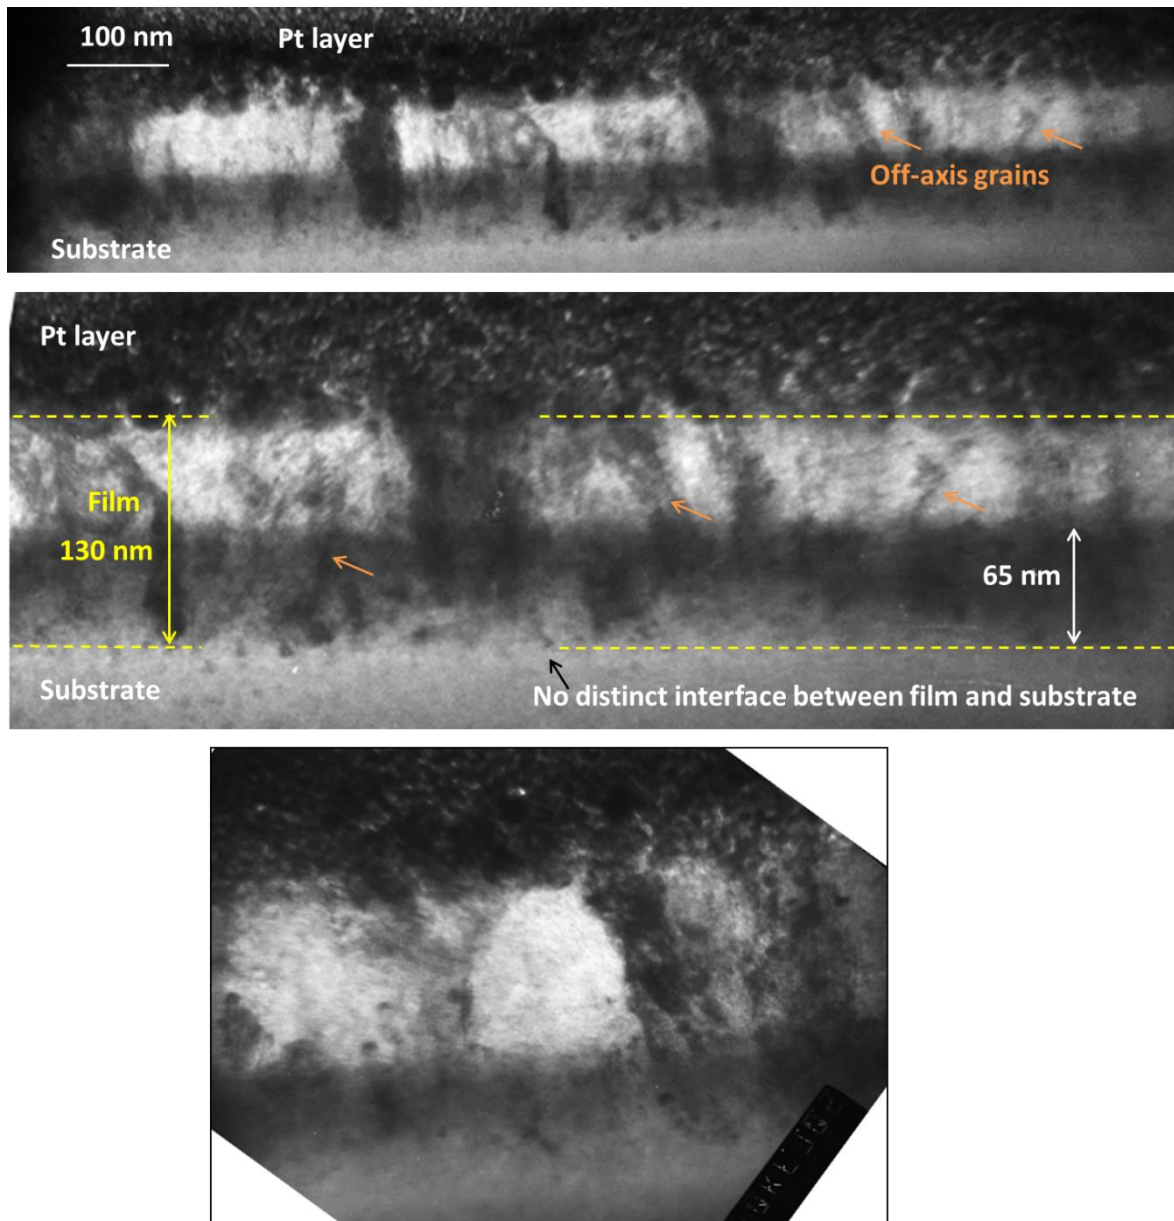 100 nm
Pt layer
Off-axis grains
Substrate
Pt layer
Film
130 nm
65 nm
Substrate
No distinct interface between film and substrate